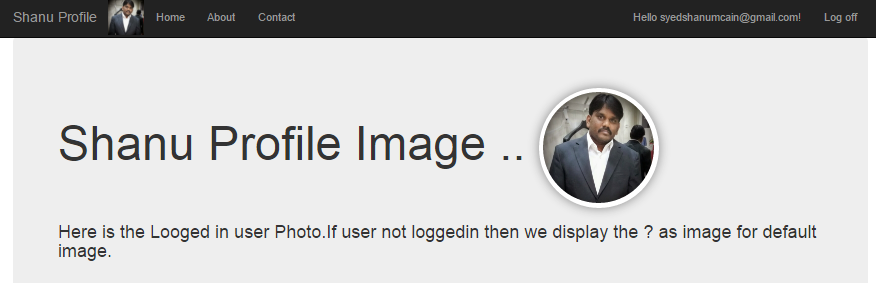 Shanu Profile Home About Contact Hello syedshanumcain@gmail.com! Log off
Shanu Profile Image ..
Here is the Looged in user Photo.If user not loggedin then we display the ? as image for default
image.